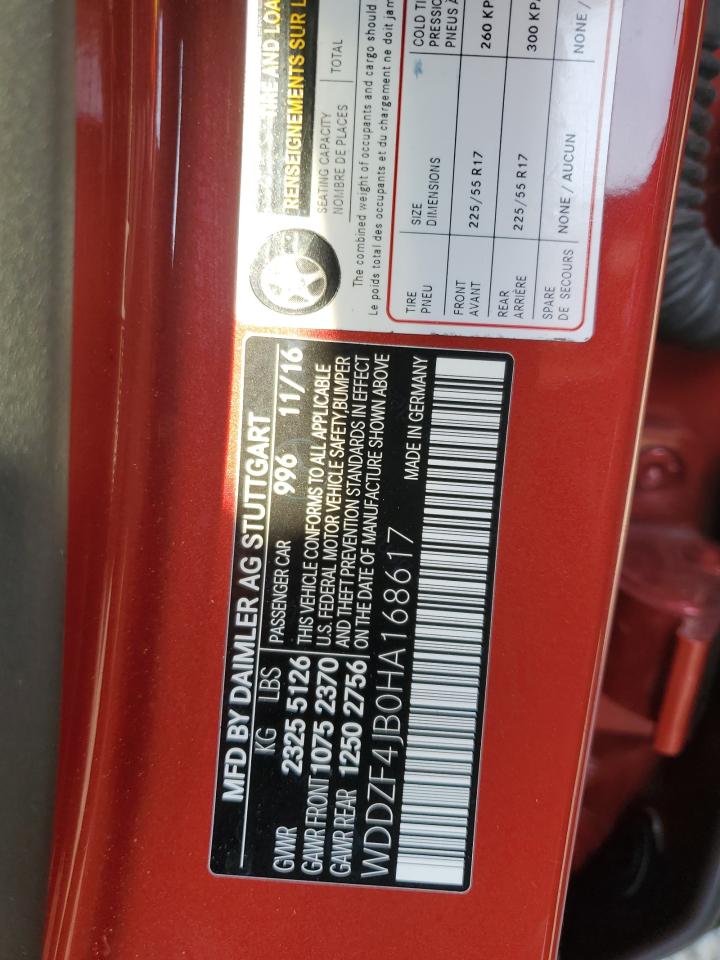 MFD BY DAIMLER AG STUTTGART
KG LBS PASSENGER CAR 996 11/16
GVWR 2325 5126 THIS VEHICLE CONFORMS TO ALL APPLICABLE
GAWR FRONT 1075 2370 U.S. FEDERAL MOTOR VEHICLE SAFETY,BUMPER
GAWR REAR 1250 2756 AND THEFT PREVENTION STANDARDS IN EFFECT
ON THE DATE OF MANUFACTURE SHOWN ABOVE
WDDZF4JB0HA168617 MADE IN GERMANY
AND LOA
RENSEIGNEMENTS SUR L
SEATING CAPACITY TOTAL
NOMBRE DE PLACES
The combined weight of occupants and cargo should
Le poids total des occupants et du chargement ne doit jam
TIRE SIZE COLD TI
PNEU DIMENSIONS PRESSIO
PNEUS À
FRONT 225/55 R17 260 KP
AVANT
REAR 225/55 R17 300 KP
ARRIÈRE
SPARE NONE / AUCUN NONE /
DE SECOURS